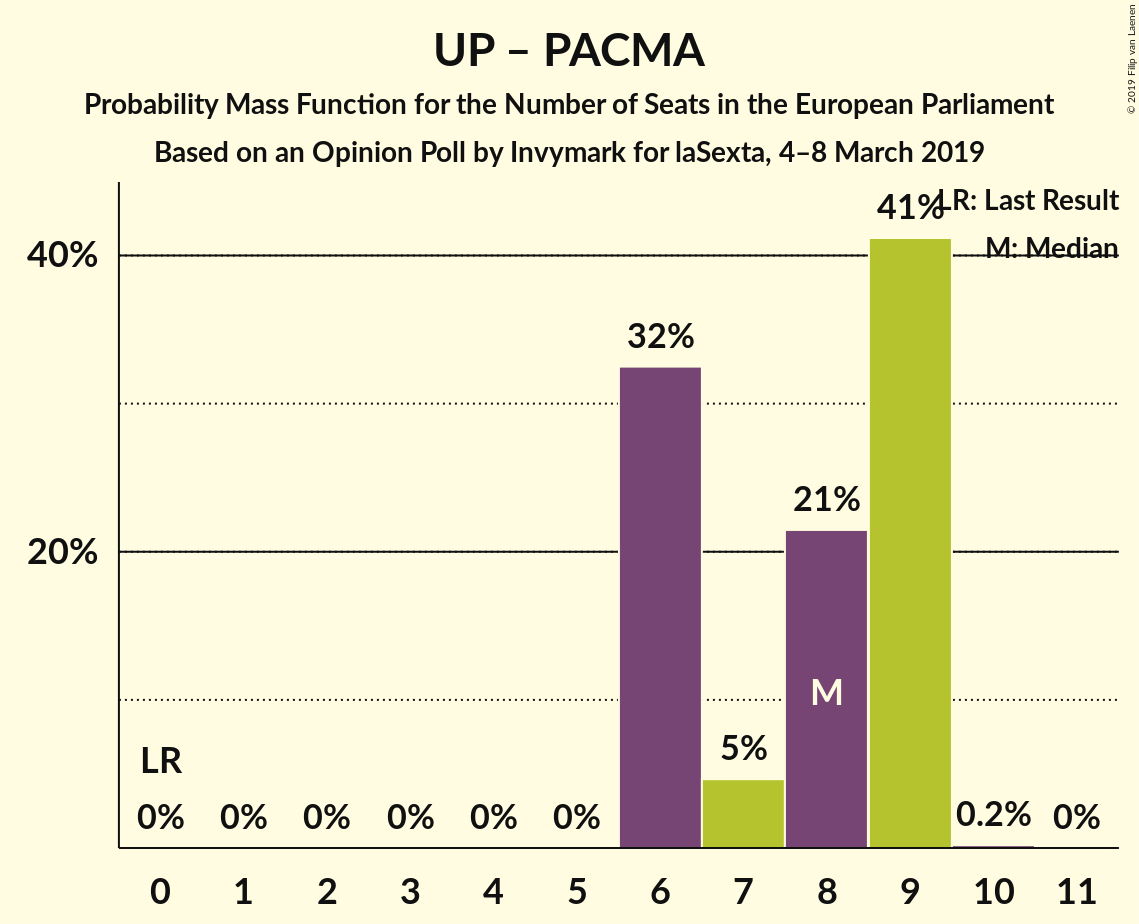 UP – PACMA
Probability Mass Function for the Number of Seats in the European Parliament
Based on an Opinion Poll by Invymark for laSexta, 4–8 March 2019
© 2019 Filip van Laenen
LR: Last Result
M: Median
40%
20%
41%
32%
21%
M
5%
LR
0% 0% 0% 0% 0% 0% 0.2% 0%
0 1 2 3 4 5 6 7 8 9 10 11